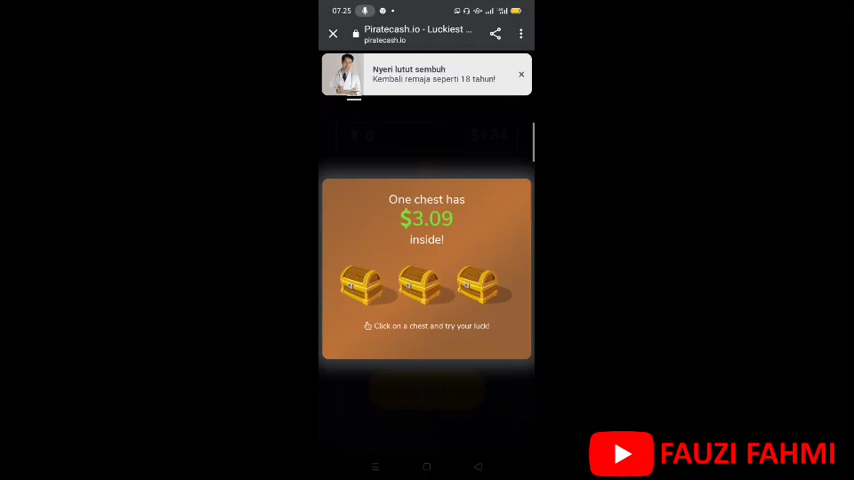 07.25
Piratecash.io - Luckiest ...
piratecash.io
Nyeri lutut sembuh
Kembali remaja seperti 18 tahun!
One chest has
$3.09
inside!
Click on a chest and try your luck!
FAUZI FAHMI